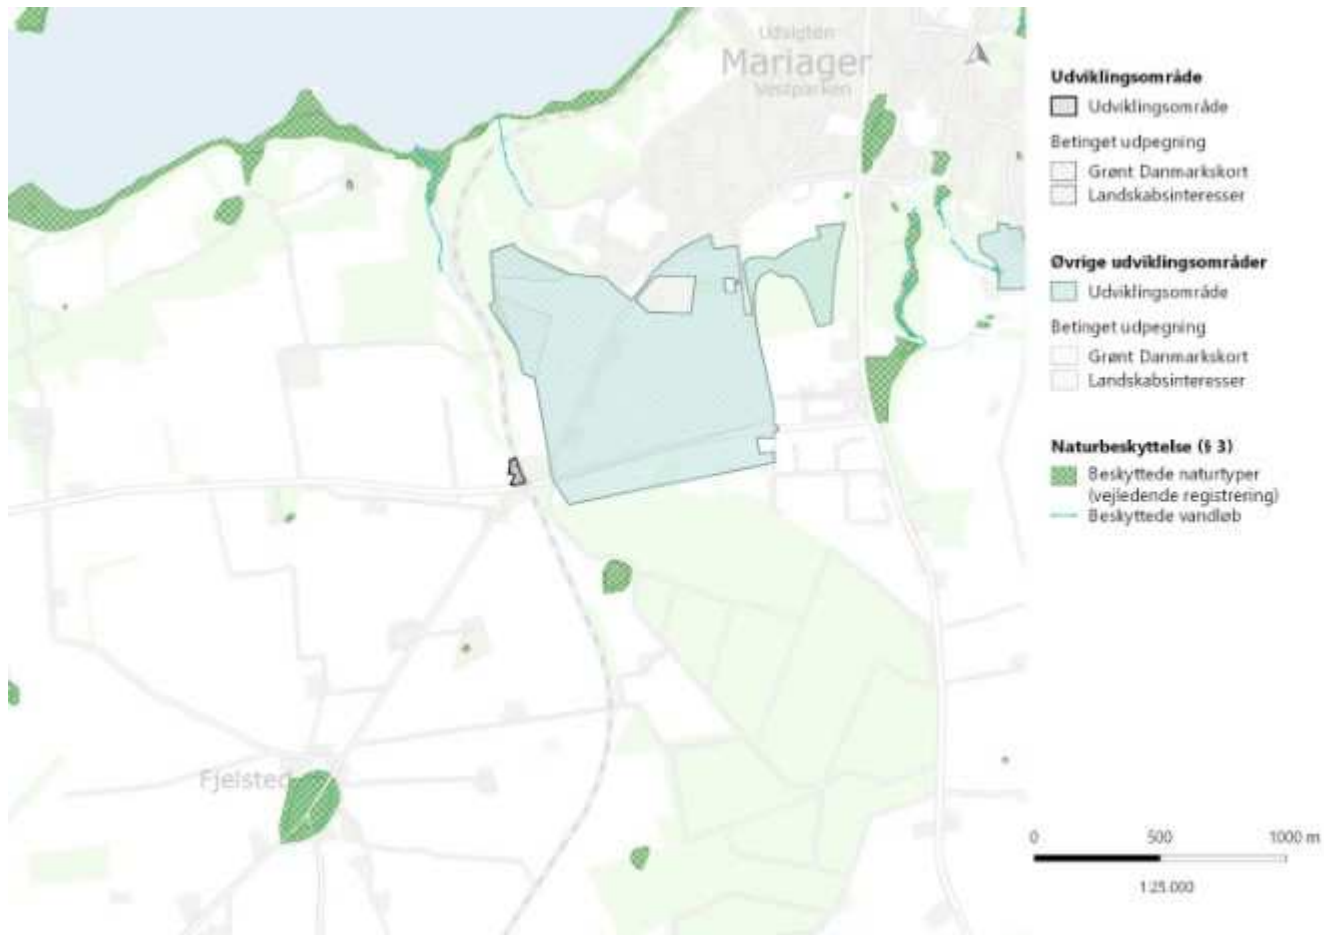 Udsigten
Mariager
Vestparken
Fjelsted
Udviklingsområde
Udviklingsområde
Betinget udpegning
Grønt Danmarkskort
Landskabsinteresser
Øvrige udviklingsområder
Udviklingsområde
Betinget udpegning
Grønt Danmarkskort
Landskabsinteresser
Naturbeskyttelse (§ 3)
Beskyttede naturtyper
(vejledende registrering)
Beskyttede vandløb
0 500 1000 m
1:25.000